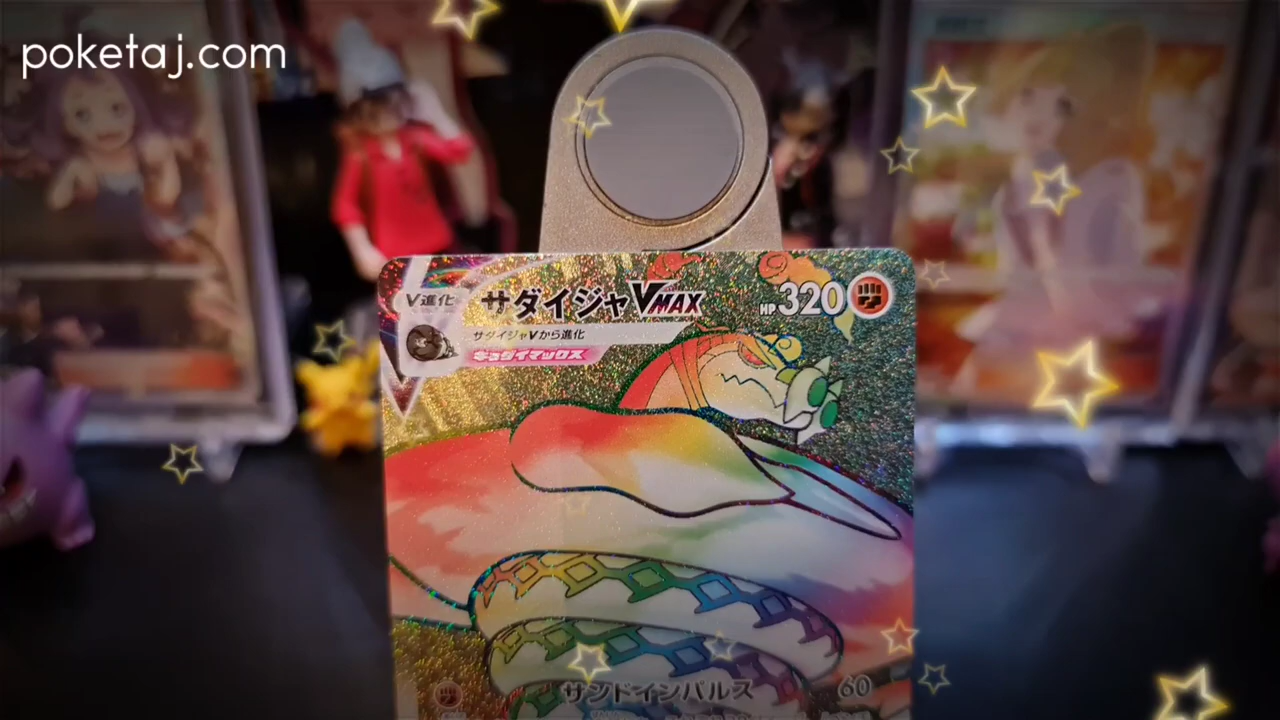 poketaj.com
V進化 サダイジャVMAX HP320
サダイジャVから進化
キョダイマックス
サンドインパルス 60